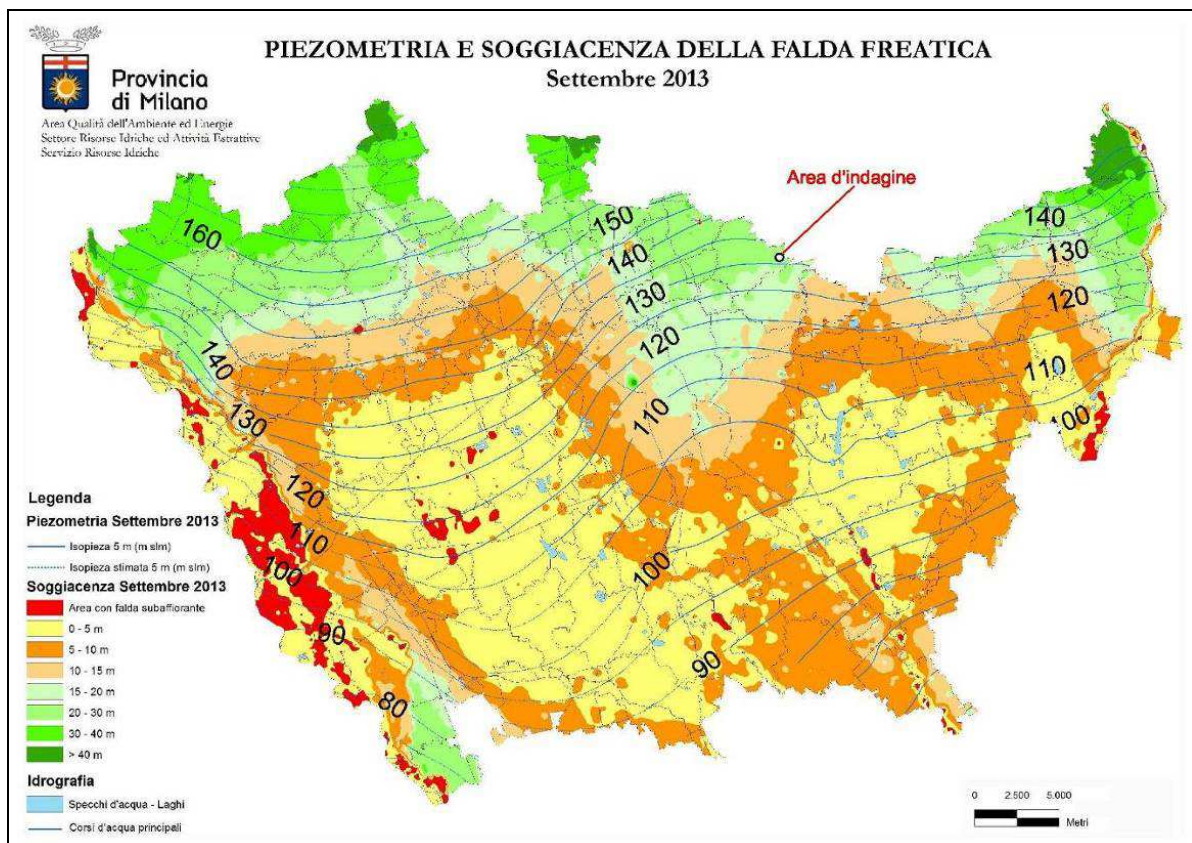 PIEZOMETRIA E SOGGIACENZA DELLA FALDA FREATICA
Settembre 2013
Provincia
di Milano
Area Qualità dell'Ambiente ed Energie
Settore Risorse Idriche ed Attività Estrattive
Servizio Risorse Idriche
Area d'indagine
160
150
140
130
120
110
140
130
120
110
100
140
130
120
110
100
90
80
100
90
Legenda
Piezometria Settembre 2013
Isopieza 5 m (m slm)
Isopieza stimata 5 m (m slm)
Soggiacenza Settembre 2013
Area con falda subaffiorante
0 - 5 m
5 - 10 m
10 - 15 m
15 - 20 m
20 - 30 m
30 - 40 m
> 40 m
Idrografia
Specchi d'acqua - Laghi
Corsi d'acqua principali
0 2.500 5.000
Metri